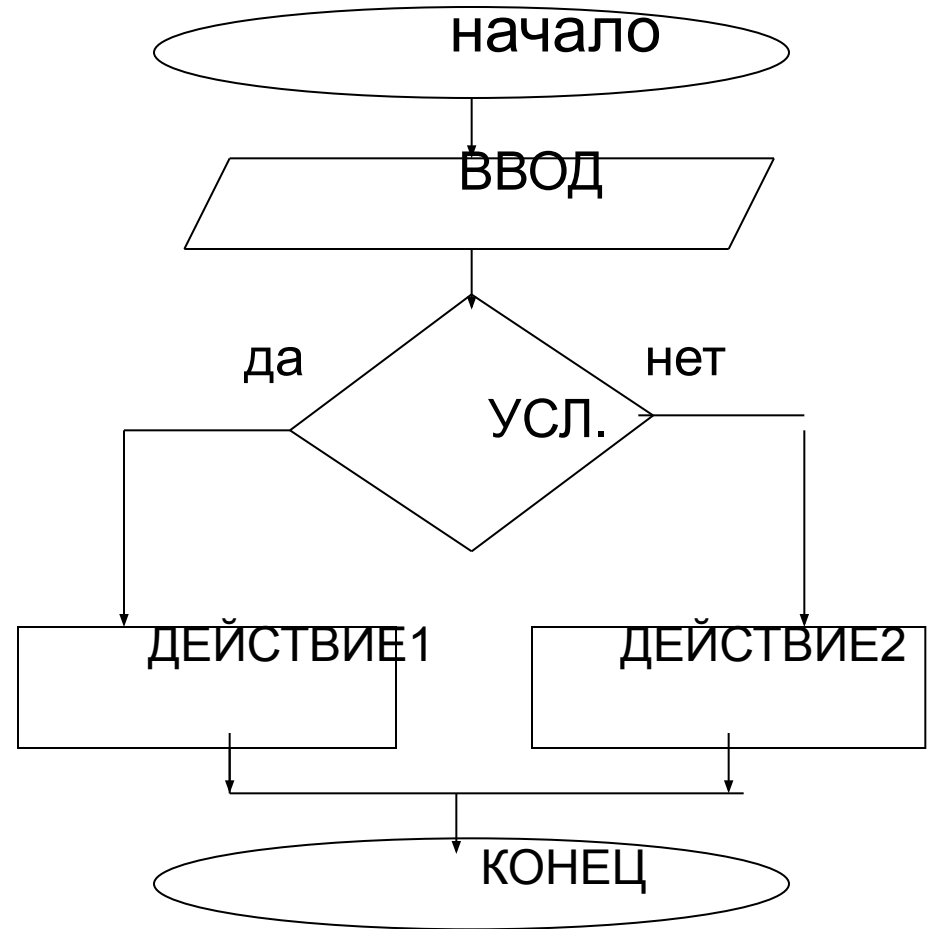 начало
ВВОД
да
нет
УСЛ.
ДЕЙСТВИЕ1
ДЕЙСТВИЕ2
КОНЕЦ